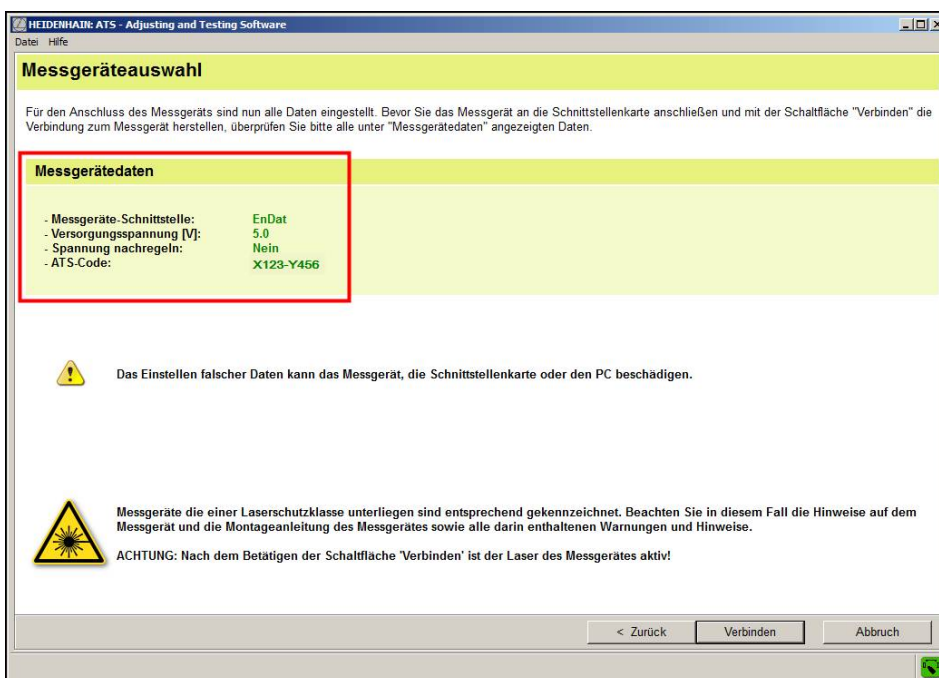 HEIDENHAIN: ATS - Adjusting and Testing Software
Datei Hilfe
Messgeräteauswahl
Für den Anschluss des Messgeräts sind nun alle Daten eingestellt. Bevor Sie das Messgerät an die Schnittstellenkarte anschließen und mit der Schaltfläche "Verbinden" die
Verbindung zum Messgerät herstellen, überprüfen Sie bitte alle unter "Messgerätedaten" angezeigten Daten.
Messgerätedaten
- Messgeräte-Schnittstelle: EnDat
- Versorgungsspannung [V]: 5.0
- Spannung nachregeln: Nein
- ATS-Code: X123-Y456
Das Einstellen falscher Daten kann das Messgerät, die Schnittstellenkarte oder den PC beschädigen.
Messgeräte die einer Laserschutzklasse unterliegen sind entsprechend gekennzeichnet. Beachten Sie in diesem Fall die Hinweise auf dem
Messgerät und die Montageanleitung des Messgerätes sowie alle darin enthaltenen Warnungen und Hinweise.
ACHTUNG: Nach dem Betätigen der Schaltfläche 'Verbinden' ist der Laser des Messgerätes aktiv!
< Zurück Verbinden Abbruch